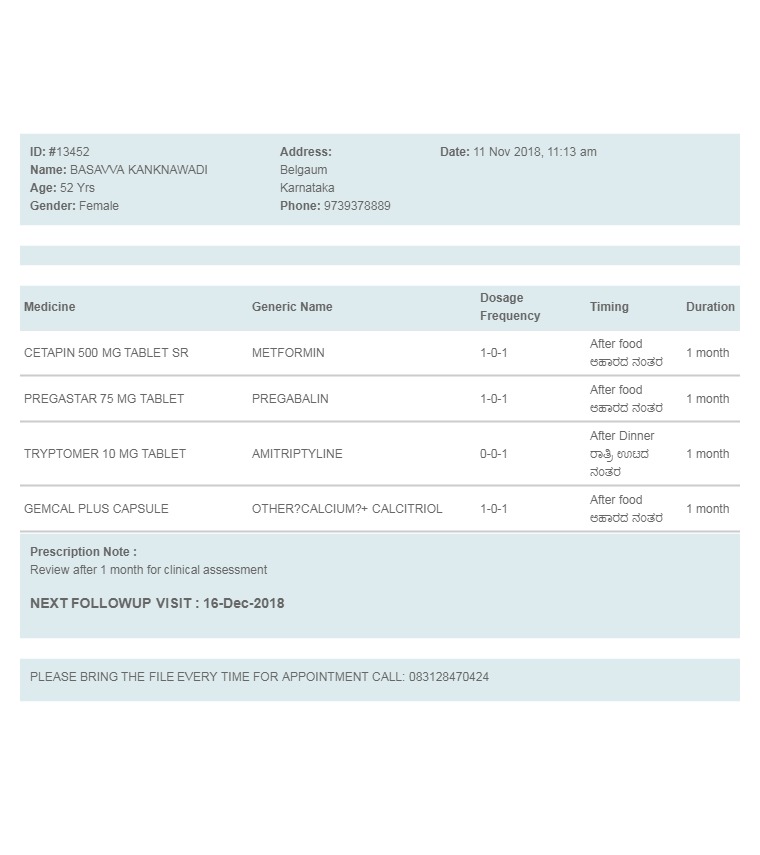 ID: #13452
Name: BASAVVA KANKNAWADI
Age: 52 Yrs
Gender: Female
Address:
Belgaum
Karnataka
Phone: 9739378889
Date: 11 Nov 2018, 11:13 am
Medicine Generic Name Dosage Frequency Timing Duration
CETAPIN 500 MG TABLET SR METFORMIN 1-0-1 After food 1 month
ಆಹಾರದ ನಂತರ
PREGASTAR 75 MG TABLET PREGABALIN 1-0-1 After food 1 month
ಆಹಾರದ ನಂತರ
TRYPTOMER 10 MG TABLET AMITRIPTYLINE 0-0-1 After Dinner 1 month
ರಾತ್ರಿ ಊಟದ
ನಂತರ
GEMCAL PLUS CAPSULE OTHER?CALCIUM?+ CALCITRIOL 1-0-1 After food 1 month
ಆಹಾರದ ನಂತರ
Prescription Note :
Review after 1 month for clinical assessment
NEXT FOLLOWUP VISIT : 16-Dec-2018
PLEASE BRING THE FILE EVERY TIME FOR APPOINTMENT CALL: 083128470424